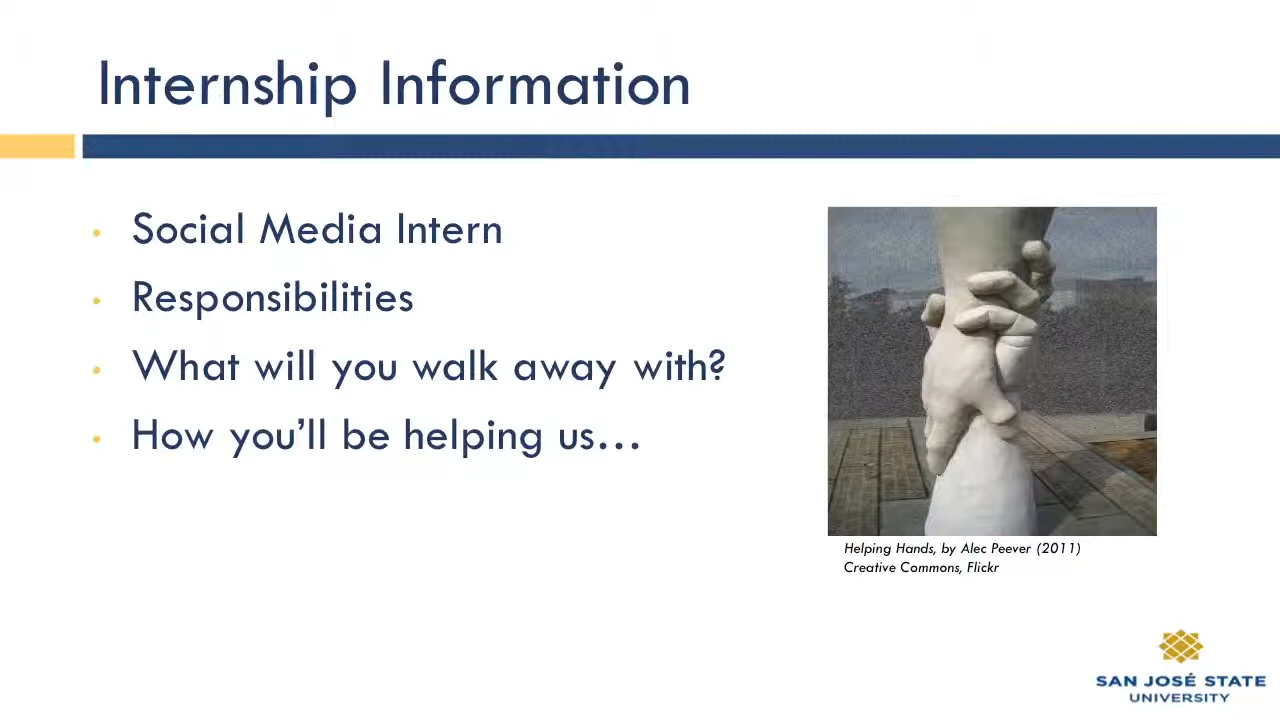 Internship Information
• Social Media Intern
• Responsibilities
• What will you walk away with?
• How you’ll be helping us…
Helping Hands, by Alec Peever (2011)
Creative Commons, Flickr
SAN JOSÉ STATE
UNIVERSITY